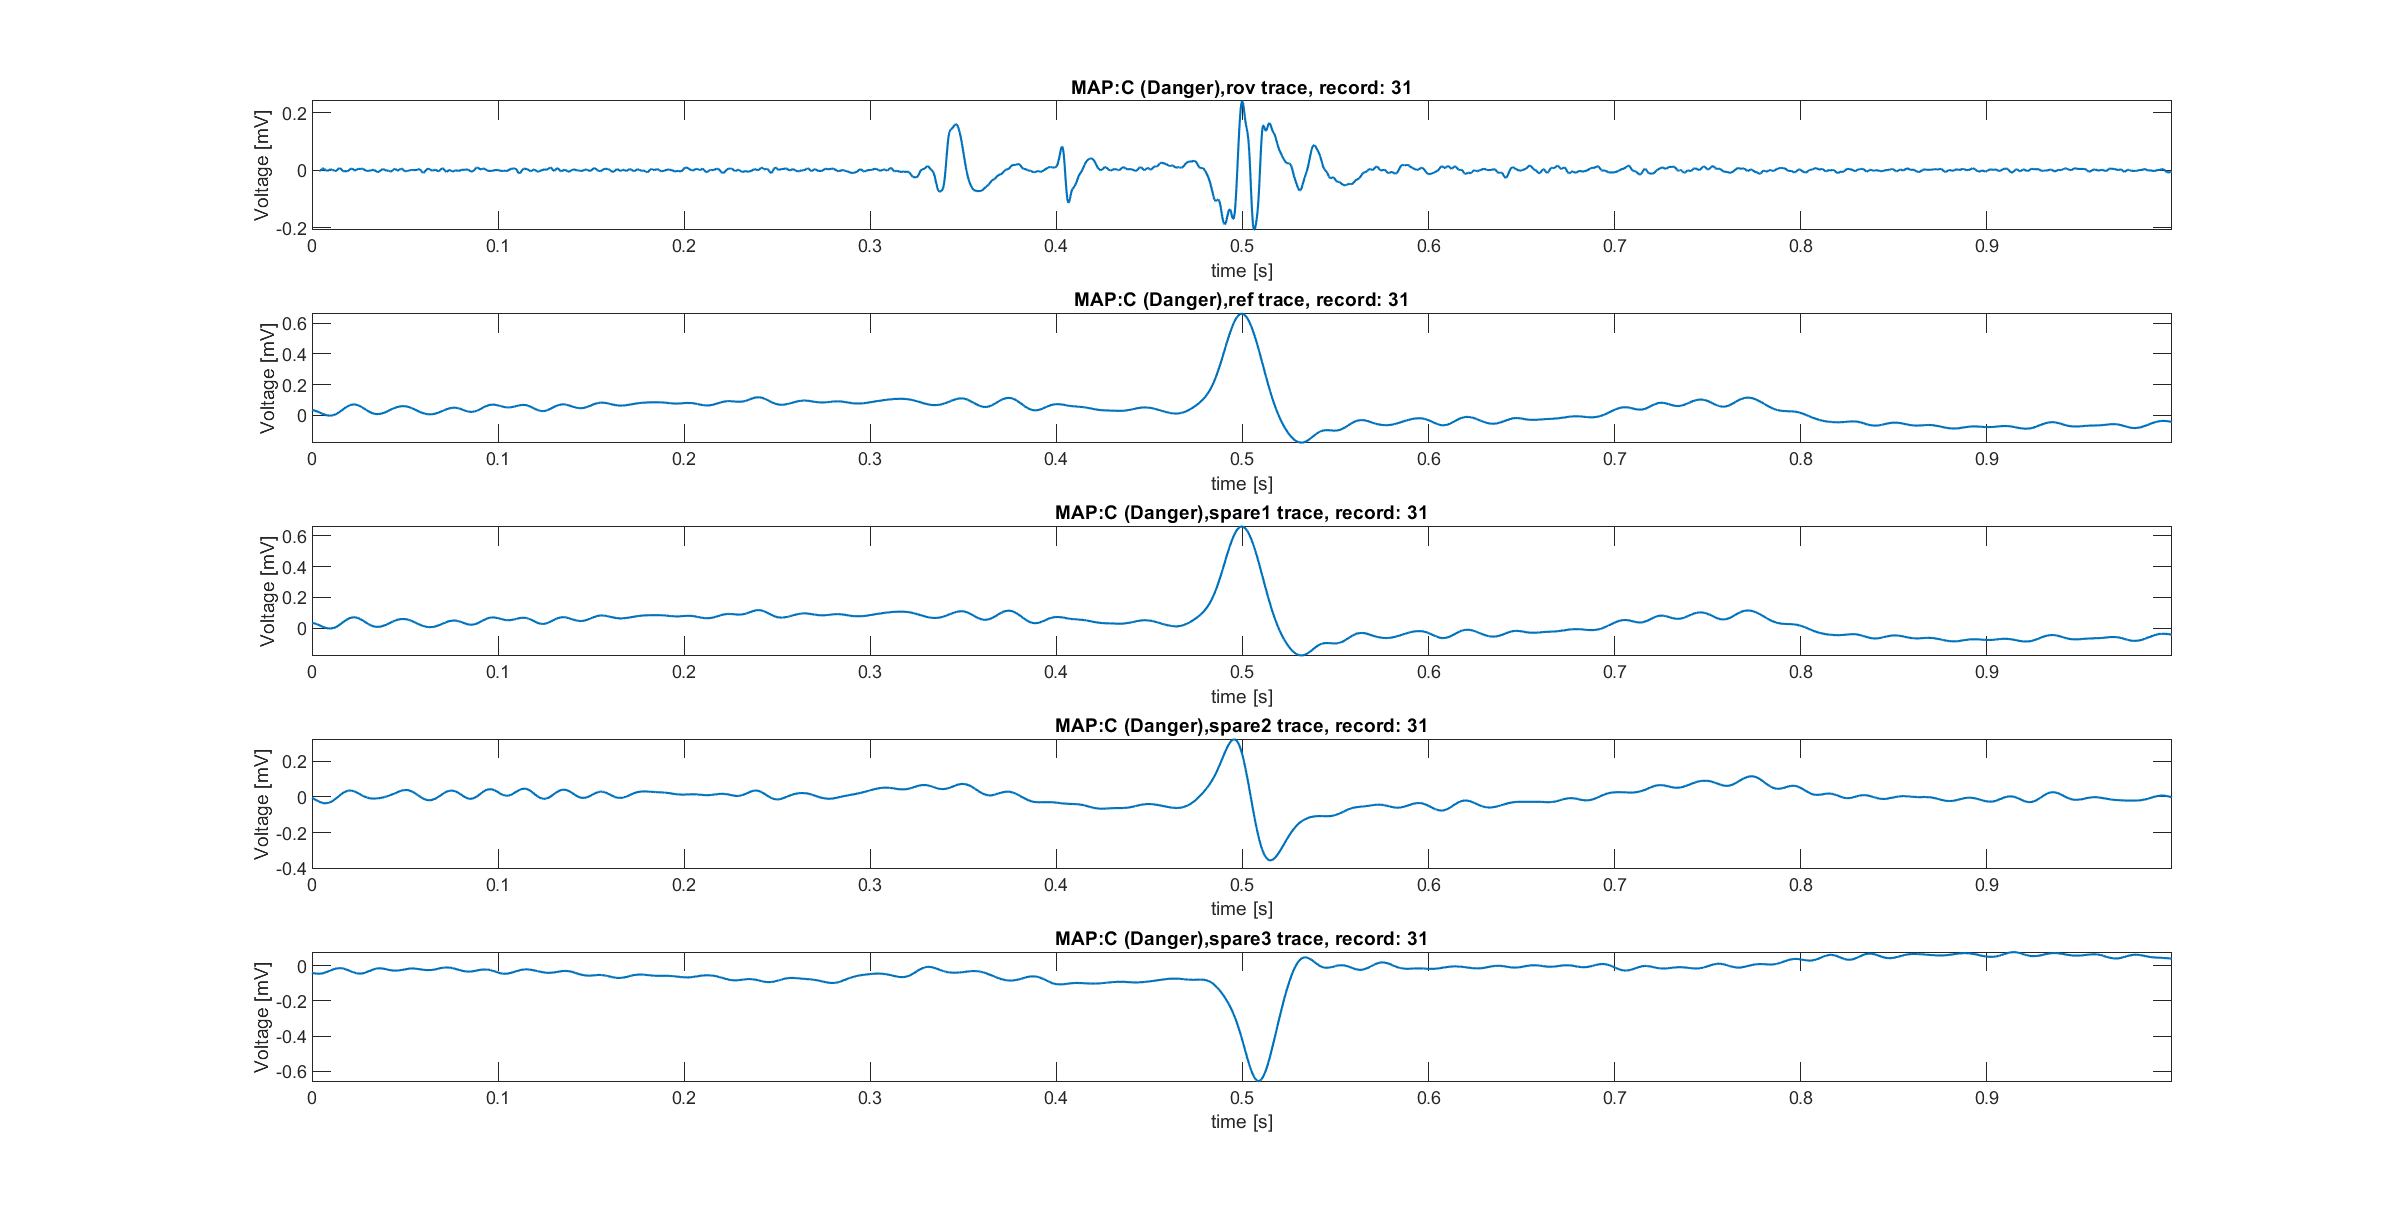 MAP:C (Danger),rov trace, record: 31
Voltage [mV]
0.2
0
-0.2
0 0.1 0.2 0.3 0.4 0.5 0.6 0.7 0.8 0.9
time [s]
MAP:C (Danger),ref trace, record: 31
Voltage [mV]
0.6
0.4
0.2
0
0 0.1 0.2 0.3 0.4 0.5 0.6 0.7 0.8 0.9
time [s]
MAP:C (Danger),spare1 trace, record: 31
Voltage [mV]
0.6
0.4
0.2
0
0 0.1 0.2 0.3 0.4 0.5 0.6 0.7 0.8 0.9
time [s]
MAP:C (Danger),spare2 trace, record: 31
Voltage [mV]
0.2
0
-0.2
-0.4
0 0.1 0.2 0.3 0.4 0.5 0.6 0.7 0.8 0.9
time [s]
MAP:C (Danger),spare3 trace, record: 31
Voltage [mV]
0
-0.2
-0.4
-0.6
0 0.1 0.2 0.3 0.4 0.5 0.6 0.7 0.8 0.9
time [s]